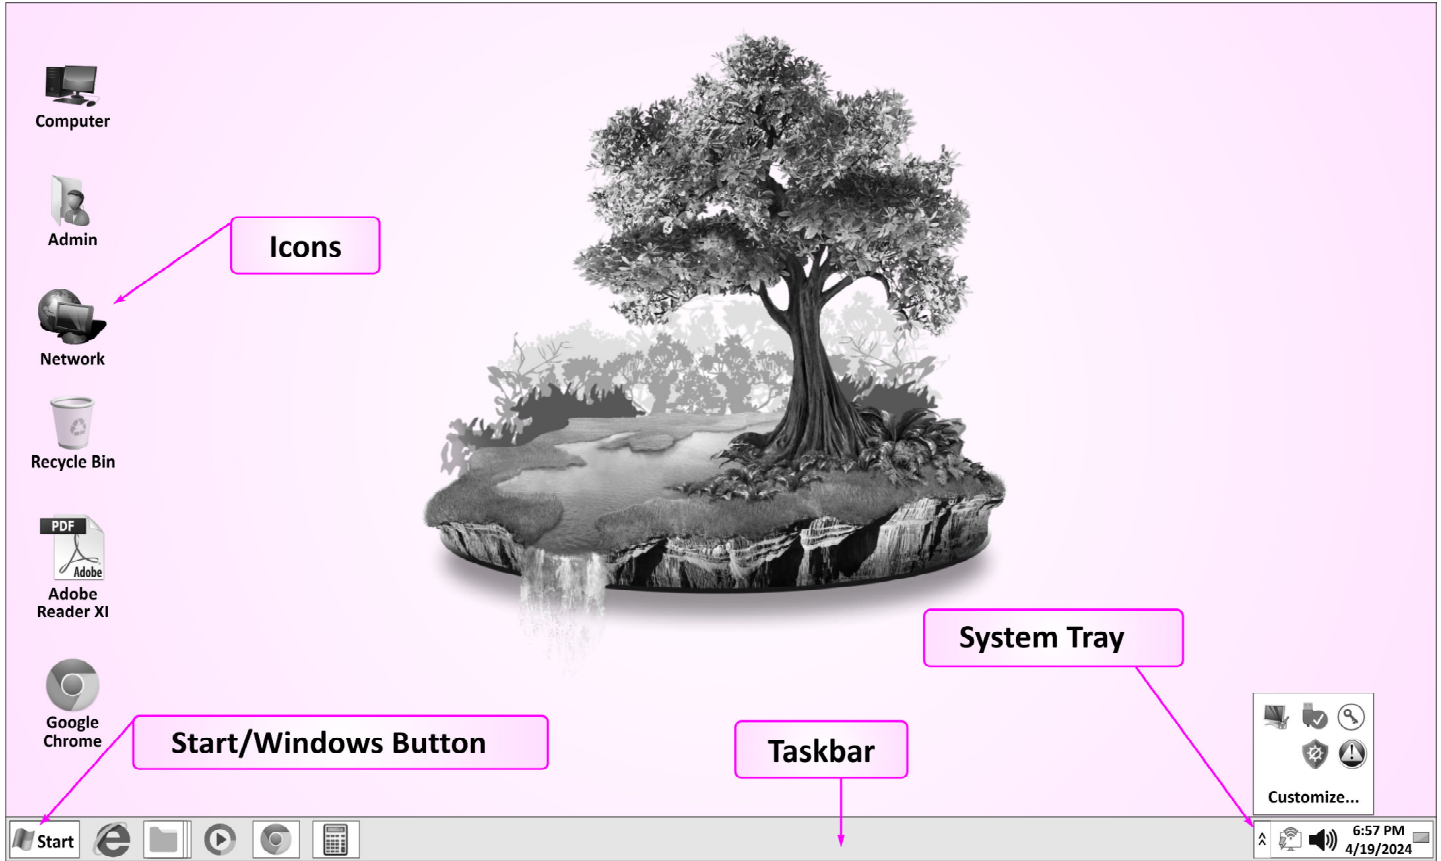 Computer
Admin
Icons
Network
Recycle Bin
PDF
Adobe
Adobe
Reader XI
System Tray
Google
Chrome
Start/Windows Button
Taskbar
Customize...
Start
6:57 PM
4/19/2024